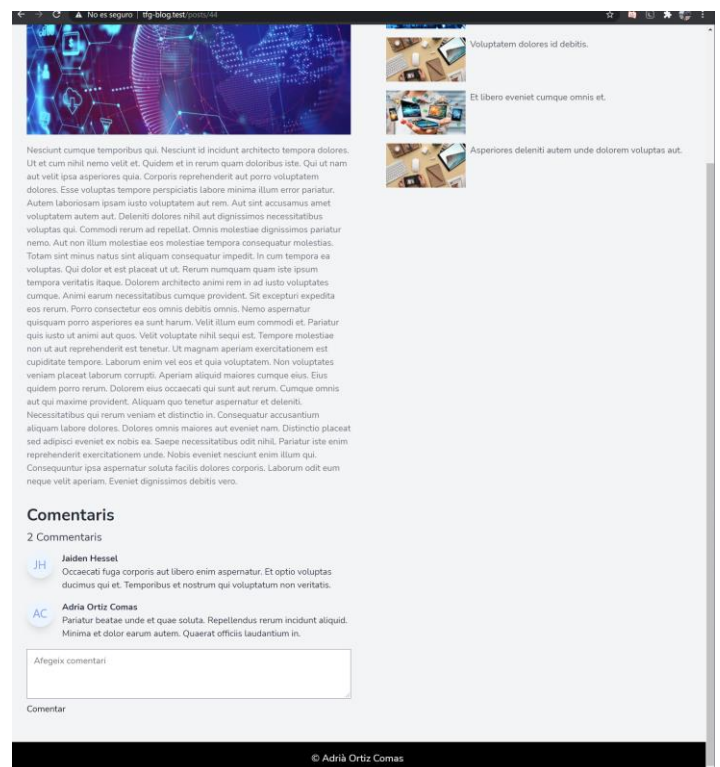 No es seguro | tfg-blog.test/posts/44
Voluptatem dolores id debitis.
Et libero eveniet cumque omnis et.
Asperiores deleniti autem unde dolorem voluptas aut.
Nesciunt cumque temporibus qui. Nesciunt id incidunt architecto tempora dolores.
Ut et cum nihil nemo velit et. Quidem et in rerum quam doloribus iste. Qui ut nam
aut velit ipsa asperiores quia. Corporis reprehenderit aut porro voluptatem
dolores. Esse voluptas tempore perspiciatis labore minima illum error pariatur.
Autem laboriosam ipsam iusto voluptatem aut rem. Aut sint accusamus amet
voluptatem autem aut. Deleniti dolores nihil aut dignissimos necessitatibus
voluptas qui. Commodi rerum ad repellat. Omnis molestiae dignissimos pariatur
nemo. Aut non illum molestiae eos molestiae tempora consequatur molestias.
Totam sint minus natus sint aliquam consequatur impedit. In cum tempora ea
voluptas. Qui dolor et est placeat ut ut. Rerum numquam quam iste ipsum
tempora veritatis itaque. Dolorem architecto animi rem in ad iusto voluptates
cumque. Animi earum necessitatibus cumque provident. Sit excepturi expedita
eos rerum. Porro consectetur eos omnis debitis omnis. Nemo aspernatur
quisquam porro asperiores ea sunt harum. Velit illum eum commodi et. Pariatur
quis iusto ut animi aut quos. Velit voluptate nihil sequi est. Tempore molestiae
non ut aut reprehenderit est tenetur. Ut magnam aperiam exercitationem est
cupiditate tempore. Laborum enim vel eos et quia voluptatem. Non voluptates
veniam placeat laborum corrupti. Aperiam aliquid maiores cumque eius. Eius
quidem porro rerum. Dolorem eius occaecati qui sunt aut rerum. Cumque omnis
aut qui maxime provident. Aliquam quo tenetur aspernatur et deleniti.
Necessitatibus qui rerum veniam et distinctio in. Consequatur accusantium
aliquam labore dolores. Dolores omnis maiores aut eveniet nam. Distinctio placeat
sed adipisci eveniet ex nobis ea. Saepe necessitatibus odit nihil. Pariatur iste enim
reprehenderit exercitationem unde. Nobis eveniet nesciunt enim illum qui.
Consequuntur ipsa aspernatur soluta facilis dolores corporis. Laborum odit eum
neque velit aperiam. Eveniet dignissimos debitis vero.
Comentaris
2 Commentaris
JH
Jaiden Hessel
Occaecati fuga corporis aut libero enim aspernatur. Et optio voluptas
ducimus qui et. Temporibus et nostrum qui voluptatum non veritatis.
AC
Adria Ortiz Comas
Pariatur beatae unde et quae soluta. Repellendus rerum incidunt aliquid.
Minima et dolor earum autem. Quaerat officiis laudantium in.
Afegeix comentari
Comentar
© Adrià Ortiz Comas